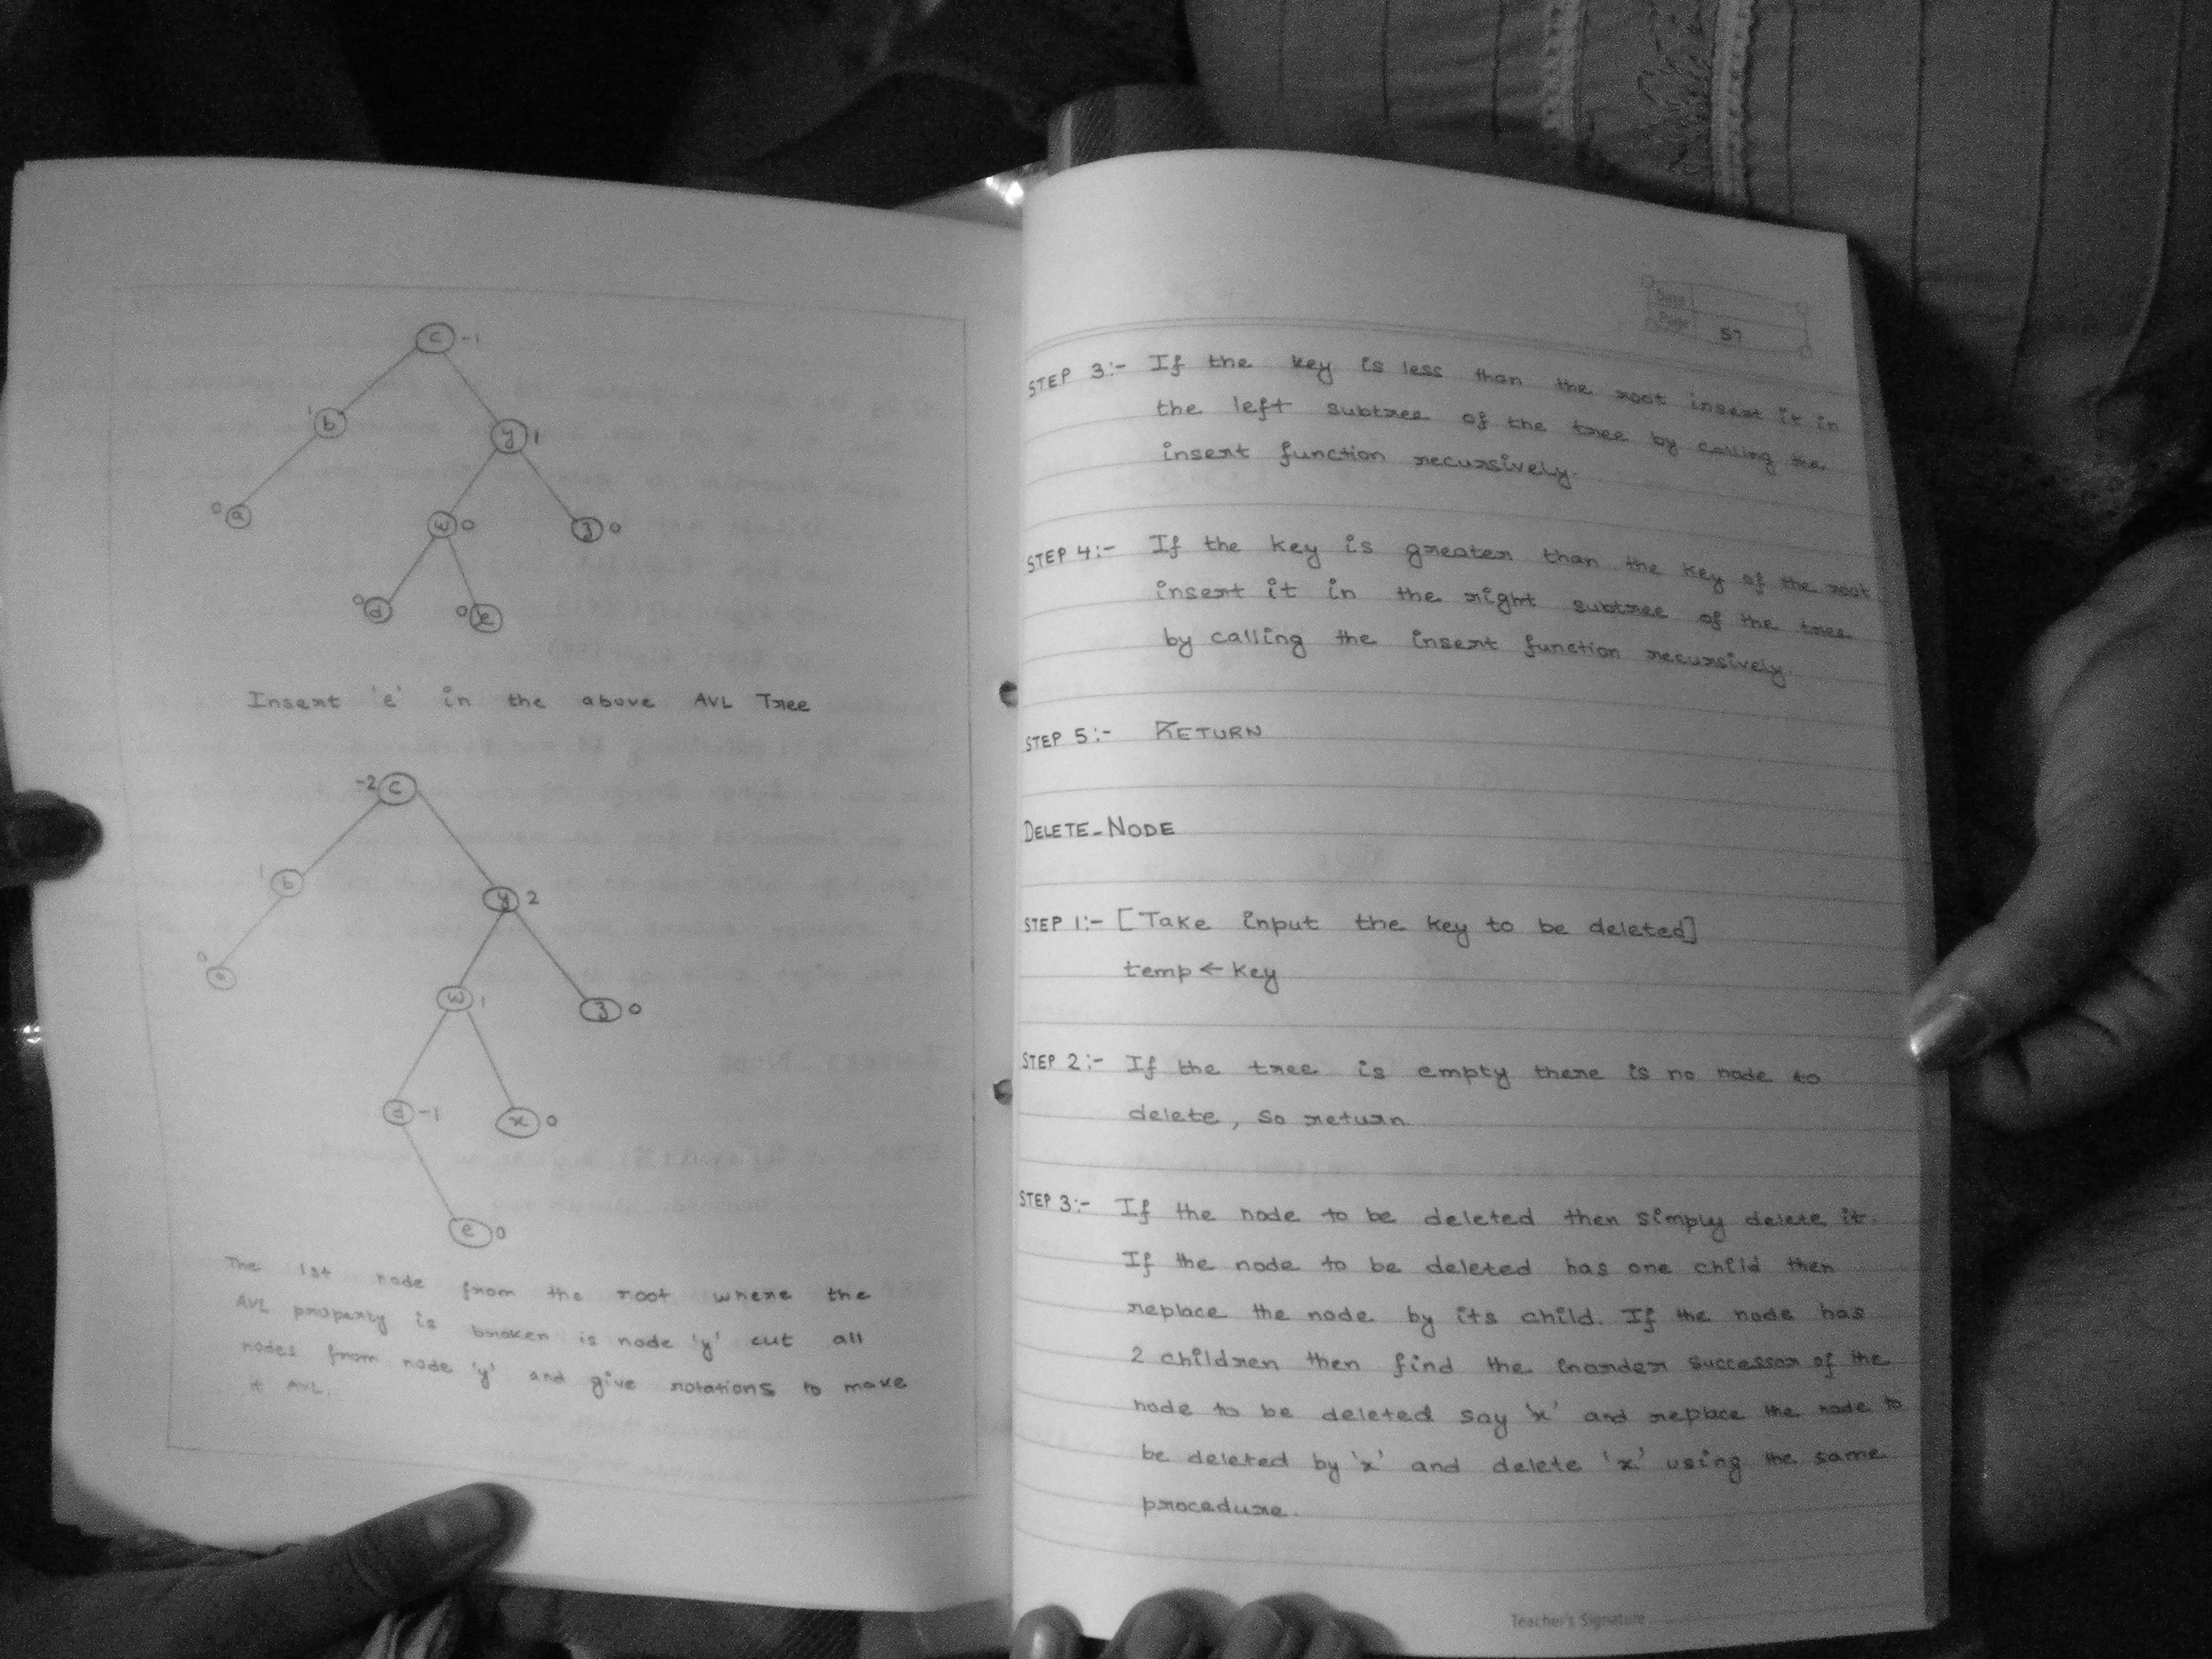 c -1
1 b
y 1
0 a
w 0
z 0
0 d
0
Insert 'e' in the above AVL Tree
-2 c
1 b
y 2
0 a
w 1
z 0
d -1
x 0
e 0
The 1st node from the root where the
AVL property is broken is node 'y' cut all
nodes from node 'y' and give rotations to make
it AVL.
Date
Page 57
STEP 3:- If the key is less than the root insert it in
the left subtree of the tree by calling the
insert function recursively.
STEP 4:- If the key is greater than the key of the root
insert it in the right subtree of the tree
by calling the insert function recursively.
STEP 5:- RETURN
DELETE_NODE
STEP 1:- [Take input the key to be deleted]
temp ← key
STEP 2:- If the tree is empty there is no node to
delete, so return.
STEP 3:- If the node to be deleted then simply delete it.
If the node to be deleted has one child then
replace the node by its child. If the node has
2 children then find the inorder successor of the
node to be deleted say 'x' and replace the node to
be deleted by 'x' and delete 'x' using the same
procedure.
Teacher's Signature